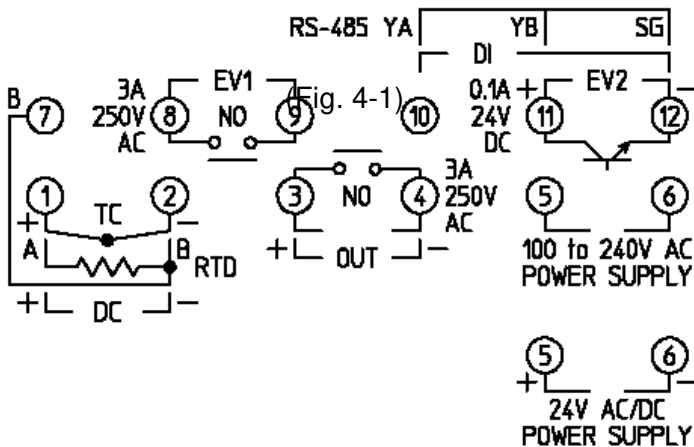 RS-485 YA YB SG
DI
B 7 3A 250V AC 8 EV1 NO 9 (Fig. 4-1) 10 0.1A 24V DC + 11 EV2 12 −
1 TC 2 3 NO 4 3A 250V AC 5 6
+ − + OUT − 100 to 240V AC
A B RTD POWER SUPPLY
+ DC −
5 6
+ −
24V AC/DC
POWER SUPPLY